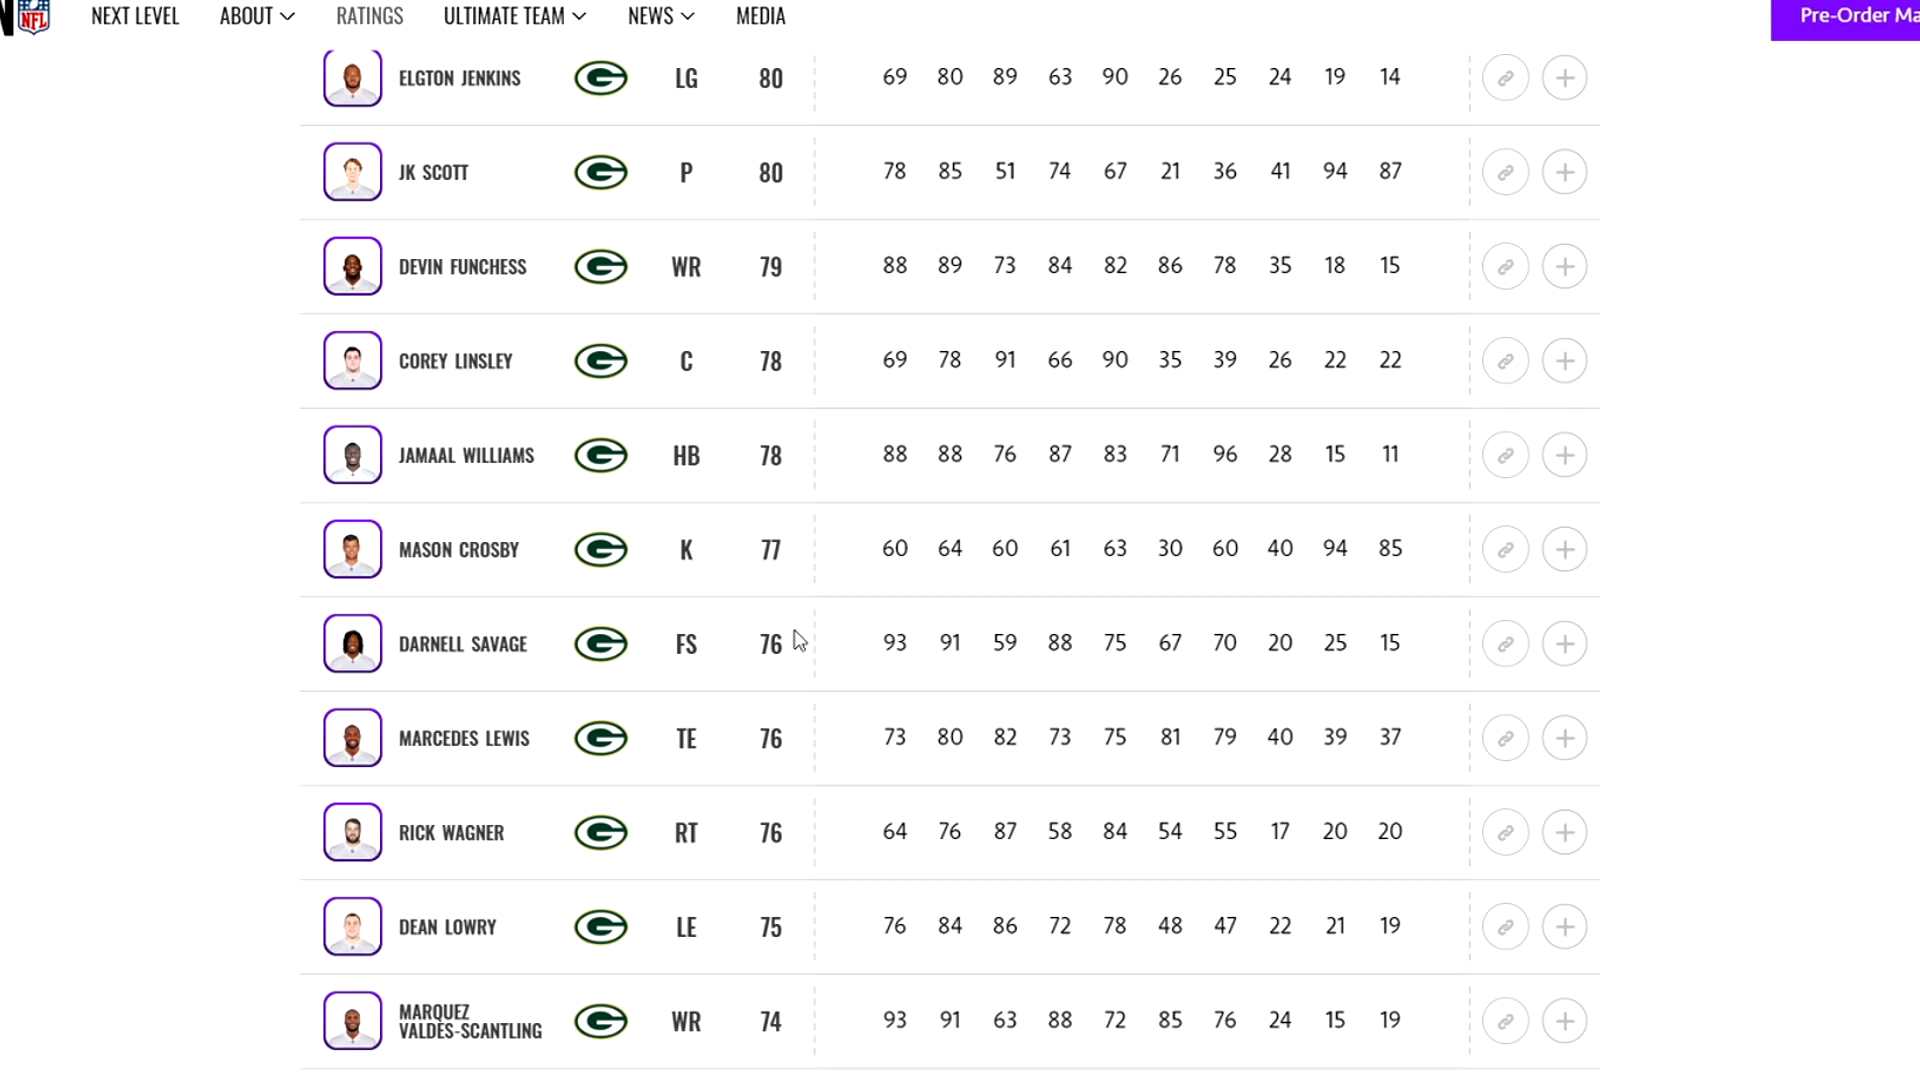 N NFL NEXT LEVEL ABOUT RATINGS ULTIMATE TEAM NEWS MEDIA Pre-Order Ma
ELGTON JENKINS G LG 80 69 80 89 63 90 26 25 24 19 14
JK SCOTT G P 80 78 85 51 74 67 21 36 41 94 87
DEVIN FUNCHESS G WR 79 88 89 73 84 82 86 78 35 18 15
COREY LINSLEY G C 78 69 78 91 66 90 35 39 26 22 22
JAMAAL WILLIAMS G HB 78 88 88 76 87 83 71 96 28 15 11
MASON CROSBY G K 77 60 64 60 61 63 30 60 40 94 85
DARNELL SAVAGE G FS 76 93 91 59 88 75 67 70 20 25 15
MARCEDES LEWIS G TE 76 73 80 82 73 75 81 79 40 39 37
RICK WAGNER G RT 76 64 76 87 58 84 54 55 17 20 20
DEAN LOWRY G LE 75 76 84 86 72 78 48 47 22 21 19
MARQUEZ
VALDES-SCANTLING G WR 74 93 91 63 88 72 85 76 24 15 19